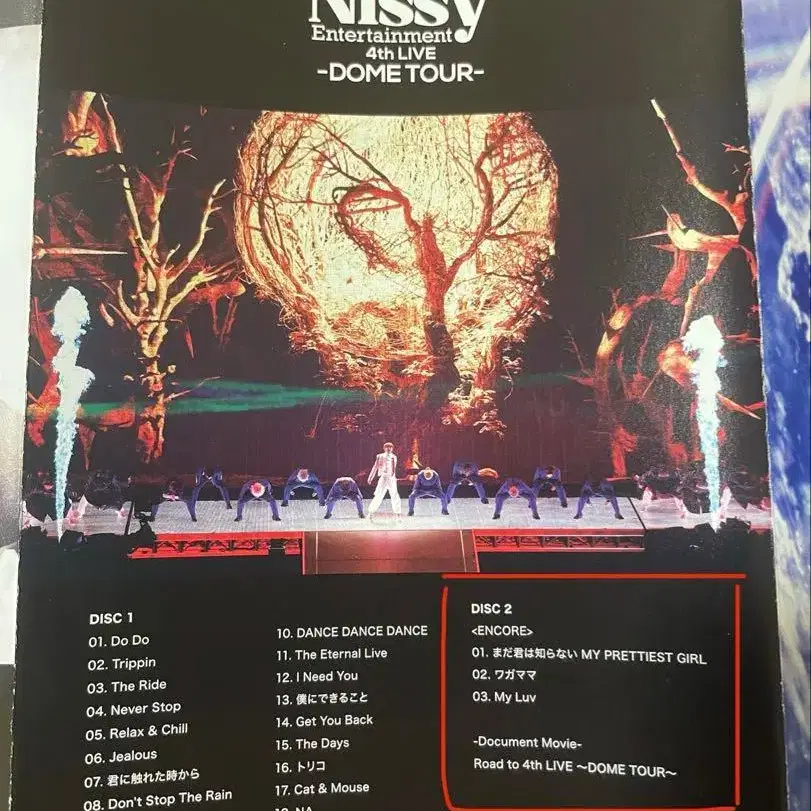 Nissy
Entertainment
4th LIVE
-DOME TOUR-
DISC 1
01. Do Do
02. Trippin
03. The Ride
04. Never Stop
05. Relax & Chill
06. Jealous
07. 君に触れた時から
08. Don't Stop The Rain
10. DANCE DANCE DANCE
11. The Eternal Live
12. I Need You
13. 僕にできること
14. Get You Back
15. The Days
16. トリコ
17. Cat & Mouse
18. NA
DISC 2
<ENCORE>
01. まだ君は知らない MY PRETTIEST GIRL
02. ワガママ
03. My Luv
-Document Movie-
Road to 4th LIVE ～DOME TOUR～